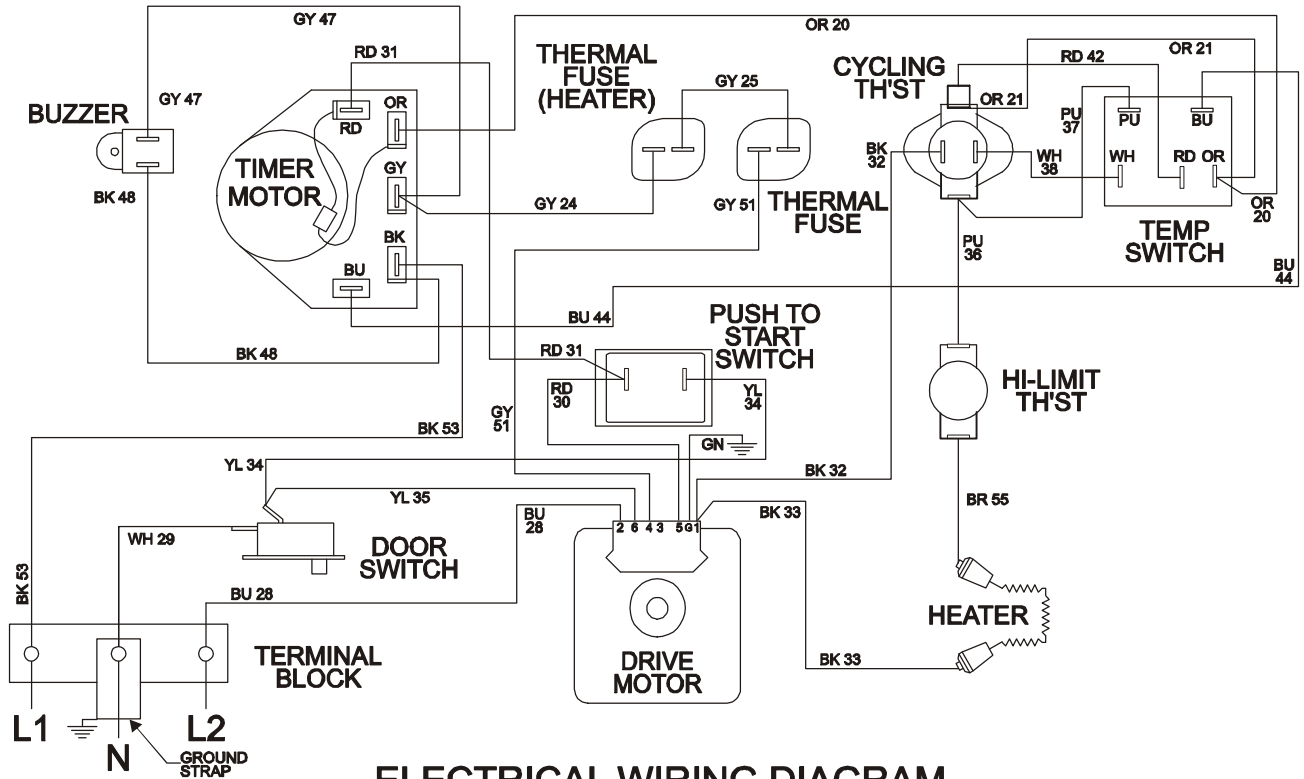 GY 47
OR 20
RD 31
THERMAL
FUSE
(HEATER)
GY 25
CYCLING
TH'ST
RD 42
OR 21
OR 21
BUZZER
GY 47
OR
RD
PU
37
PU
BU
TIMER
MOTOR
GY
BK
32
WH
38
WH
RD
OR
BK 48
GY 24
GY 51
THERMAL
FUSE
OR
20
BK
PU
36
TEMP
SWITCH
BU
BU
44
BU 44
PUSH TO
START
SWITCH
BK 48
RD 31
RD
30
YL
34
HI-LIMIT
TH'ST
GY
51
BK 53
GN
YL 34
BK 32
YL 35
BR 55
BU
28
BK 33
2 6 4 3 5 G 1
WH 29
DOOR
SWITCH
BK 53
BU 28
HEATER
TERMINAL
BLOCK
DRIVE
MOTOR
BK 33
L1
N
L2
GROUND
STRAP
ELECTRICAL WIRING DIAGRAM